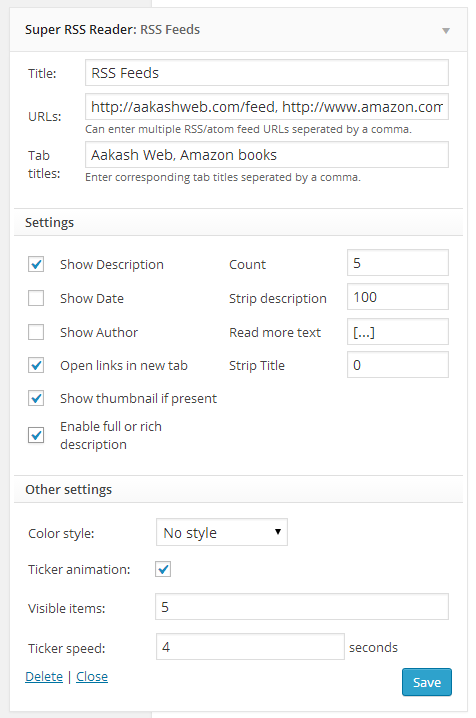 Super RSS Reader: RSS Feeds
Title: RSS Feeds
URLs: http://aakashweb.com/feed, http://www.amazon.com
Can enter multiple RSS/atom feed URLs seperated by a comma.
Tab titles: Aakash Web, Amazon books
Enter corresponding tab titles seperated by a comma.
Settings
Show Description Count 5
Show Date Strip description 100
Show Author Read more text [...]
Open links in new tab Strip Title 0
Show thumbnail if present
Enable full or rich
description
Other settings
Color style: No style
Ticker animation:
Visible items: 5
Ticker speed: 4 seconds
Delete | Close Save